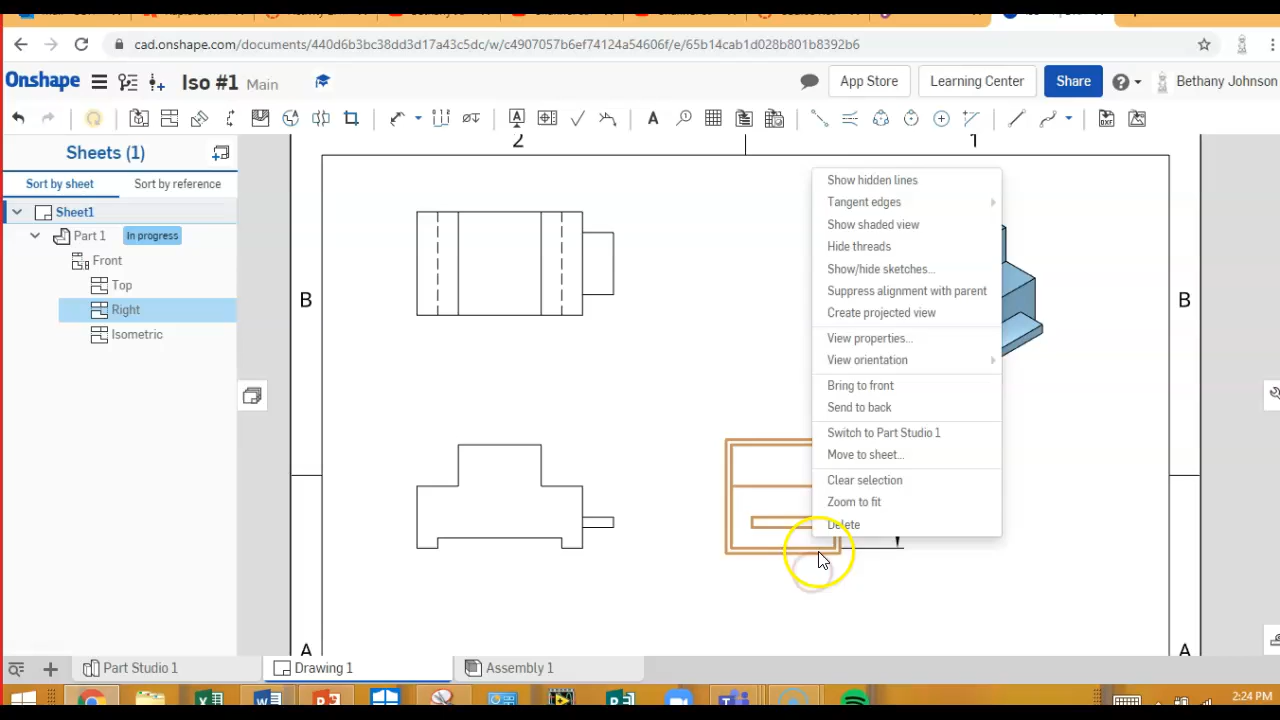 cad.onshape.com/documents/440d6b3bc38dd3d17a43c5dc/w/c4907057b6ef74124a54606f/e/65b14cab1d028b801b8392b6
Onshape
Iso #1 Main
App Store
Learning Center
Share
Bethany Johnson
Sheets (1)
Sort by sheet
Sort by reference
Sheet1
Part 1
In progress
Front
Top
Right
Isometric
2
1
B
B
A
A
A
Show hidden lines
Tangent edges
Show shaded view
Hide threads
Show/hide sketches...
Suppress alignment with parent
Create projected view
View properties...
View orientation
Bring to front
Send to back
Switch to Part Studio 1
Move to sheet...
Clear selection
Zoom to fit
Delete
Part Studio 1
Drawing 1
Assembly 1
2:24 PM